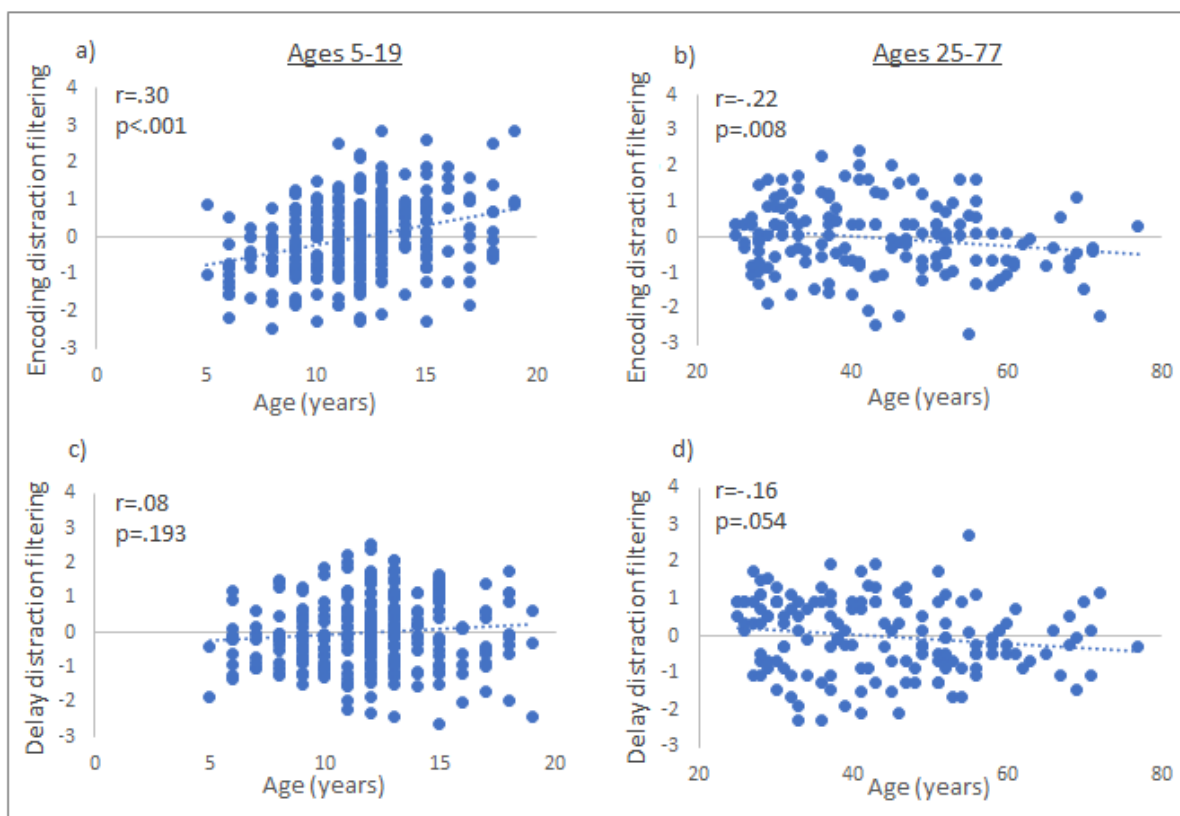 a)
Ages 5-19
r=.30
p<.001
Encoding distraction filtering
4
3
2
1
0
-1
-2
-3
0 5 10 15 20
Age (years)
b)
Ages 25-77
r=-.22
p=.008
Encoding distraction filtering
4
3
2
1
0
-1
-2
-3
20 40 60 80
Age (years)
c)
r=.08
p=.193
Delay distraction filtering
4
3
2
1
0
-1
-2
-3
0 5 10 15 20
Age (years)
d)
r=-.16
p=.054
Delay distraction filtering
4
3
2
1
0
-1
-2
-3
20 40 60 80
Age (years)